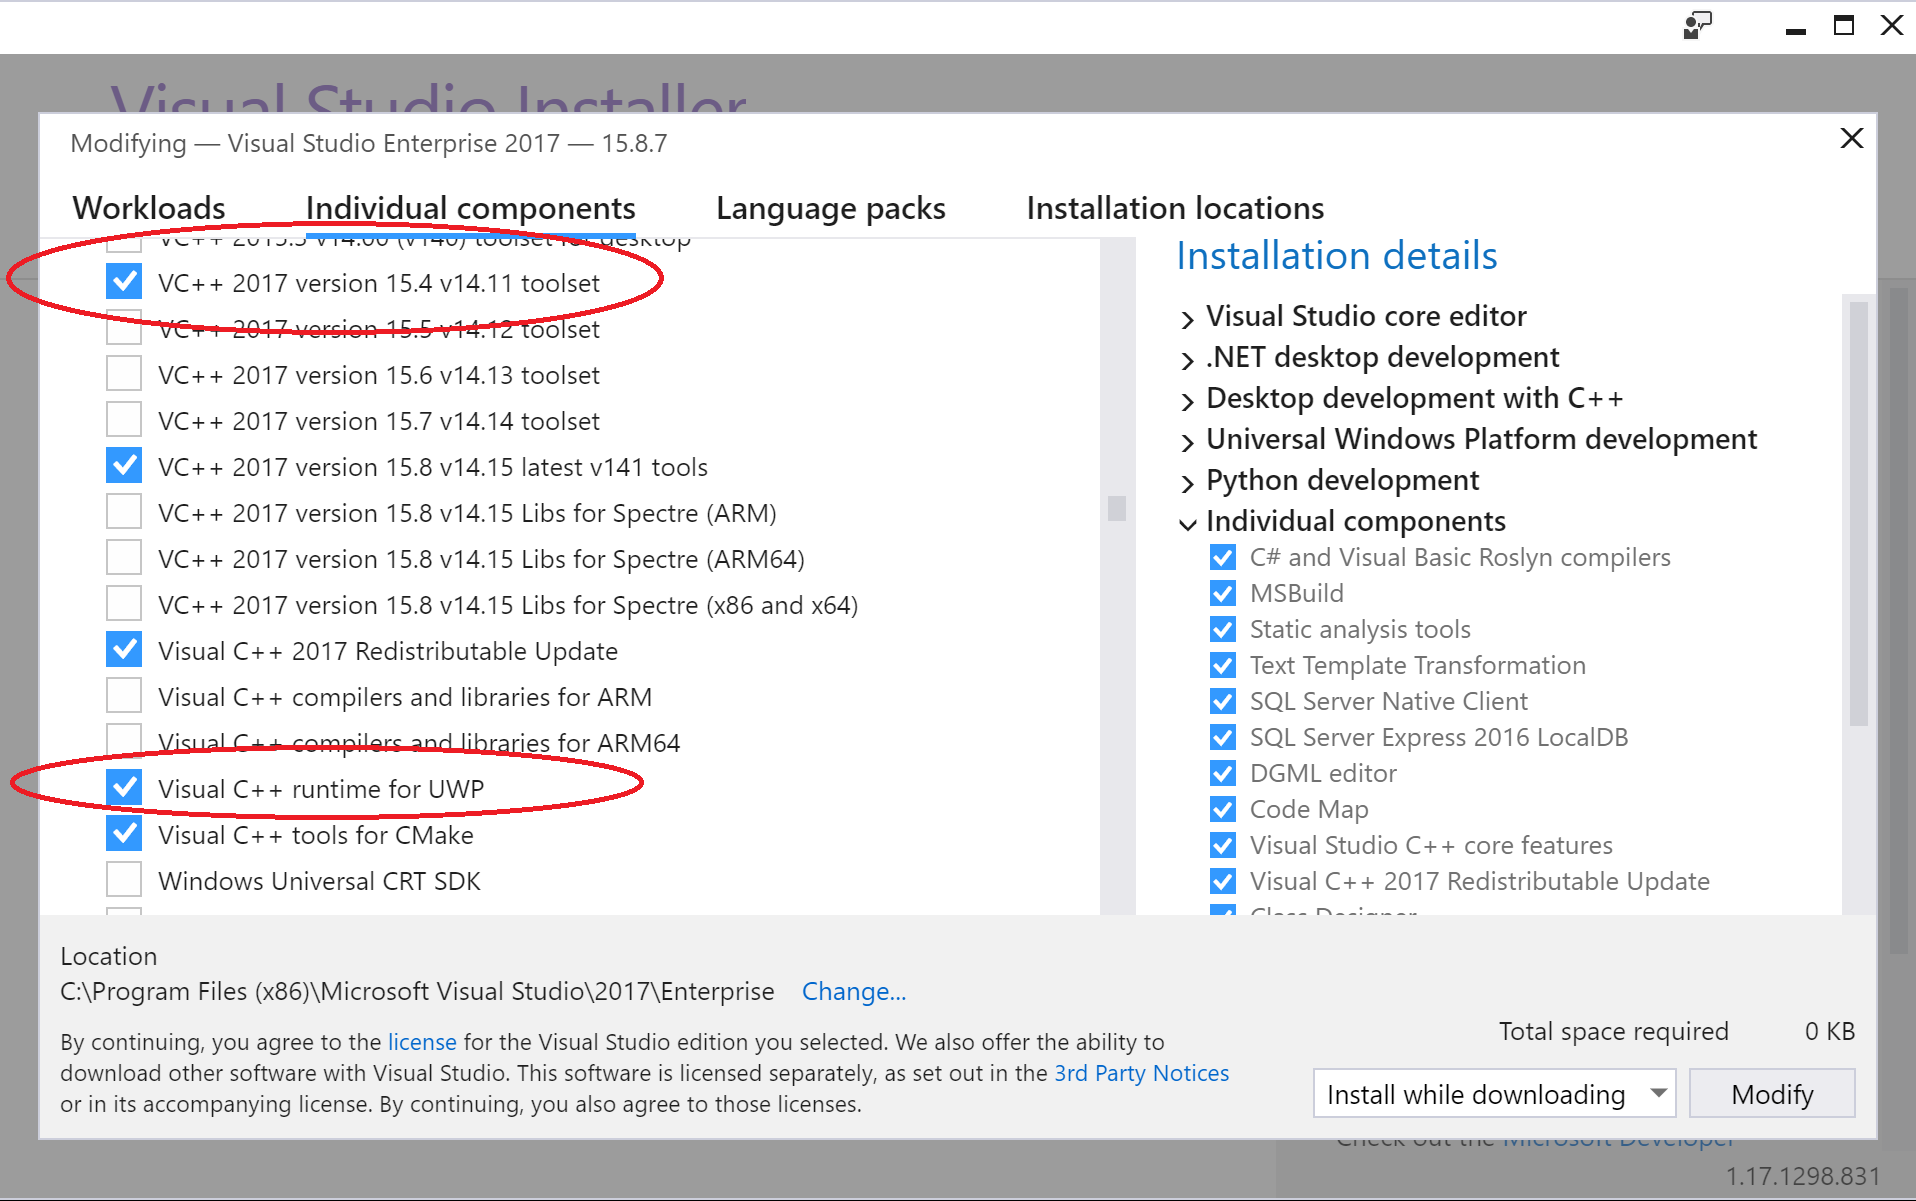 Visual Studio Installer
Modifying — Visual Studio Enterprise 2017 — 15.8.7
Workloads
Individual components
Language packs
Installation locations
VC++ 2015.3 v14.00 (v140) toolset for desktop
VC++ 2017 version 15.4 v14.11 toolset
VC++ 2017 version 15.5 v14.12 toolset
VC++ 2017 version 15.6 v14.13 toolset
VC++ 2017 version 15.7 v14.14 toolset
VC++ 2017 version 15.8 v14.15 latest v141 tools
VC++ 2017 version 15.8 v14.15 Libs for Spectre (ARM)
VC++ 2017 version 15.8 v14.15 Libs for Spectre (ARM64)
VC++ 2017 version 15.8 v14.15 Libs for Spectre (x86 and x64)
Visual C++ 2017 Redistributable Update
Visual C++ compilers and libraries for ARM
Visual C++ compilers and libraries for ARM64
Visual C++ runtime for UWP
Visual C++ tools for CMake
Windows Universal CRT SDK
Installation details
Visual Studio core editor
.NET desktop development
Desktop development with C++
Universal Windows Platform development
Python development
Individual components
C# and Visual Basic Roslyn compilers
MSBuild
Static analysis tools
Text Template Transformation
SQL Server Native Client
SQL Server Express 2016 LocalDB
DGML editor
Code Map
Visual Studio C++ core features
Visual C++ 2017 Redistributable Update
Class Designer
Location
C:\Program Files (x86)\Microsoft Visual Studio\2017\Enterprise Change...
By continuing, you agree to the license for the Visual Studio edition you selected. We also offer the ability to
download other software with Visual Studio. This software is licensed separately, as set out in the 3rd Party Notices
or in its accompanying license. By continuing, you also agree to those licenses.
Total space required 0 KB
Install while downloading
Modify
Check out the Microsoft Developer
1.17.1298.831